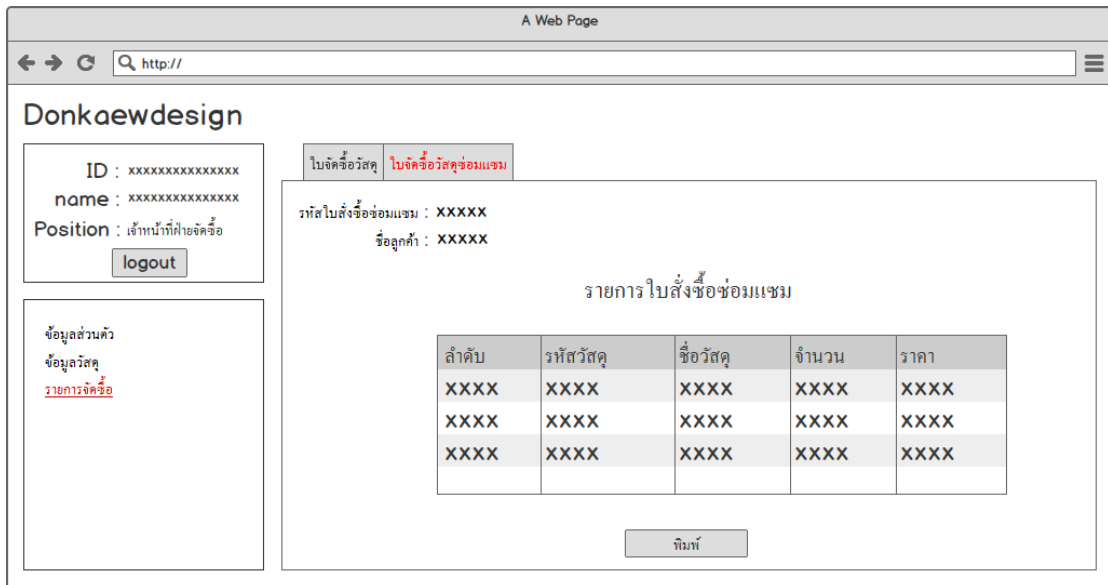 A Web Page
http://
Donkaewdesign
ID : xxxxxxxxxxxxxxx
name : xxxxxxxxxxxxxxx
Position : เจ้าหน้าที่ฝ่ายจัดซื้อ
logout
ข้อมูลส่วนตัว
ข้อมูลวัสดุ
รายการจัดซื้อ
ใบจัดซื้อวัสดุ ใบจัดซื้อวัสดุซ่อมแซม
รหัสใบสั่งซื้อซ่อมแซม : xxxxx
ชื่อลูกค้า : xxxxx
รายการใบสั่งซื้อซ่อมแซม
ลำดับ รหัสวัสดุ ชื่อวัสดุ จำนวน ราคา
xxxx xxxx xxxx xxxx xxxx
xxxx xxxx xxxx xxxx xxxx
xxxx xxxx xxxx xxxx xxxx
พิมพ์